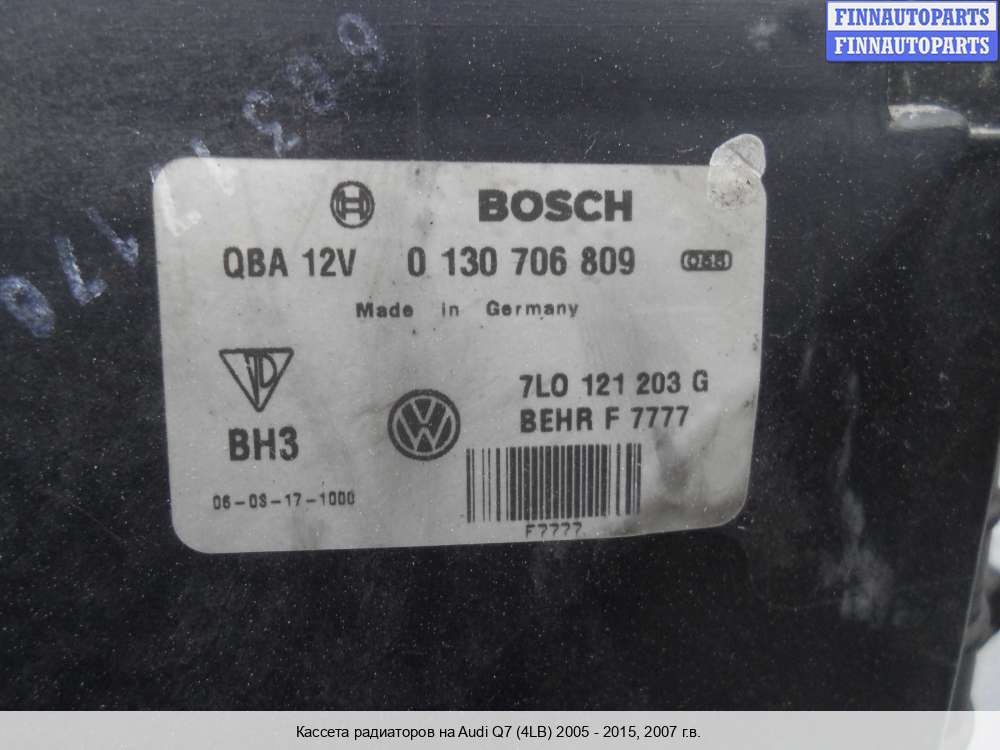 FINNAUTOPARTS
FINNAUTOPARTS
BOSCH
QBA 12V 0 130 706 809
Made in Germany
7L0 121 203 G
BEHR F 7777
BH3
06-03-17-1000
F7777
Кассета радиаторов на Audi Q7 (4LB) 2005 - 2015, 2007 г.в.